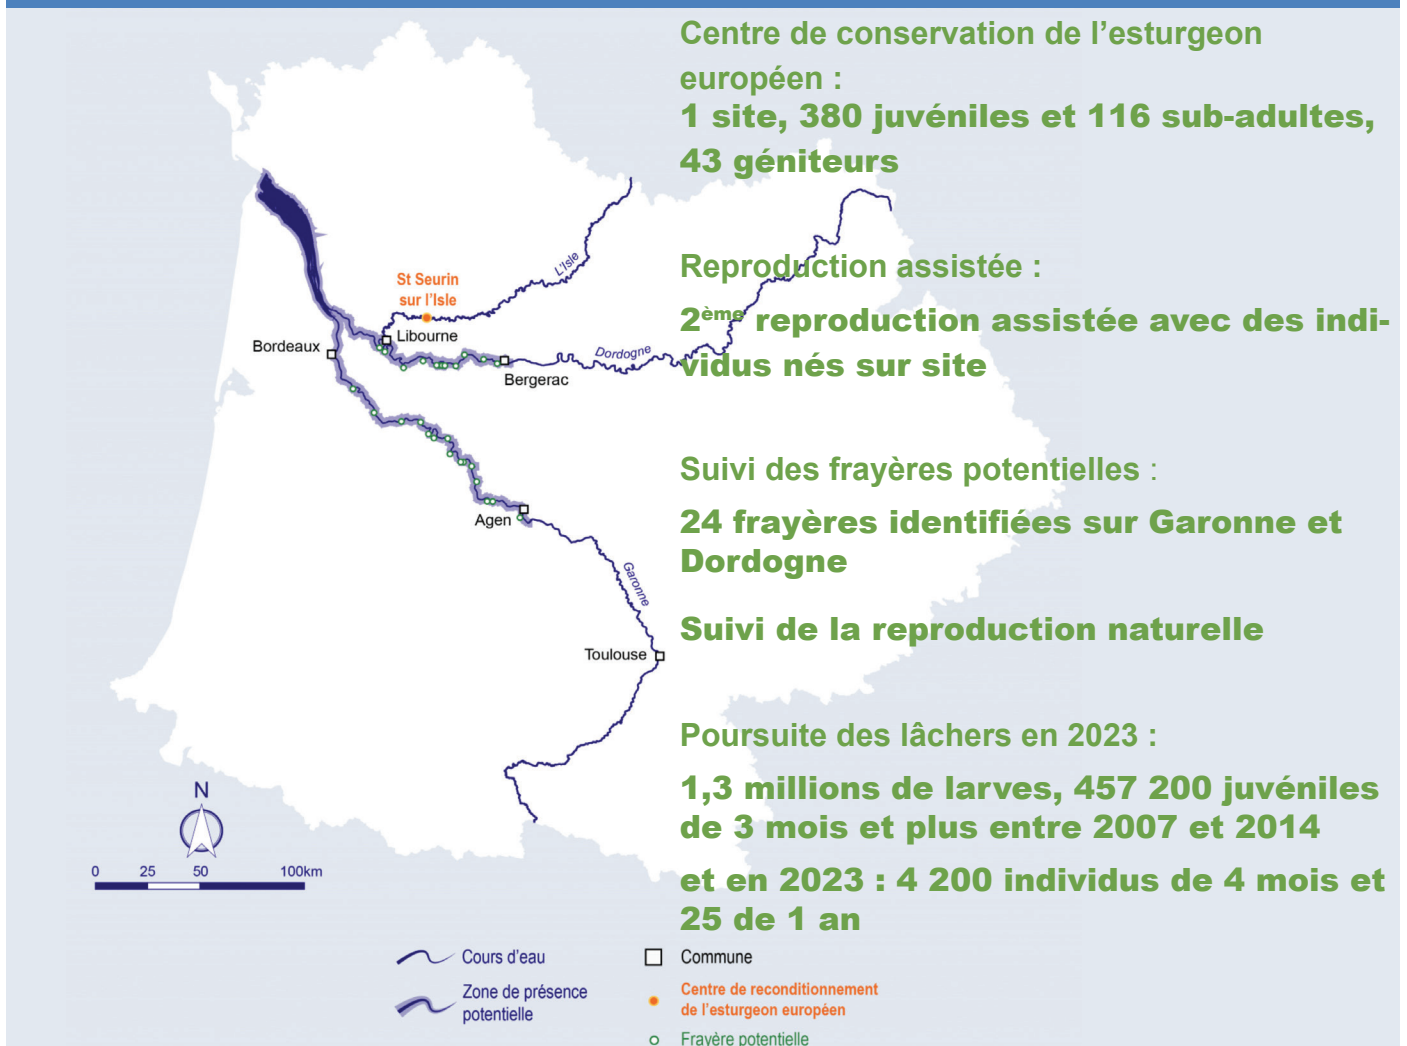 Centre de conservation de l’esturgeon
européen :
1 site, 380 juvéniles et 116 sub-adultes,
43 géniteurs
Reproduction assistée :
2ème reproduction assistée avec des indi-
vidus nés sur site
Suivi des frayères potentielles :
24 frayères identifiées sur Garonne et
Dordogne
Suivi de la reproduction naturelle
Poursuite des lâchers en 2023 :
1,3 millions de larves, 457 200 juvéniles
de 3 mois et plus entre 2007 et 2014
et en 2023 : 4 200 individus de 4 mois et
25 de 1 an
St Seurin
sur l’Isle
L’Isle
Libourne
Bordeaux
Dordogne
Bergerac
Agen
Garonne
Toulouse
N
0 25 50 100km
Cours d’eau
Zone de présence
potentielle
Commune
Centre de reconditionnement
de l’esturgeon européen
Frayère potentielle